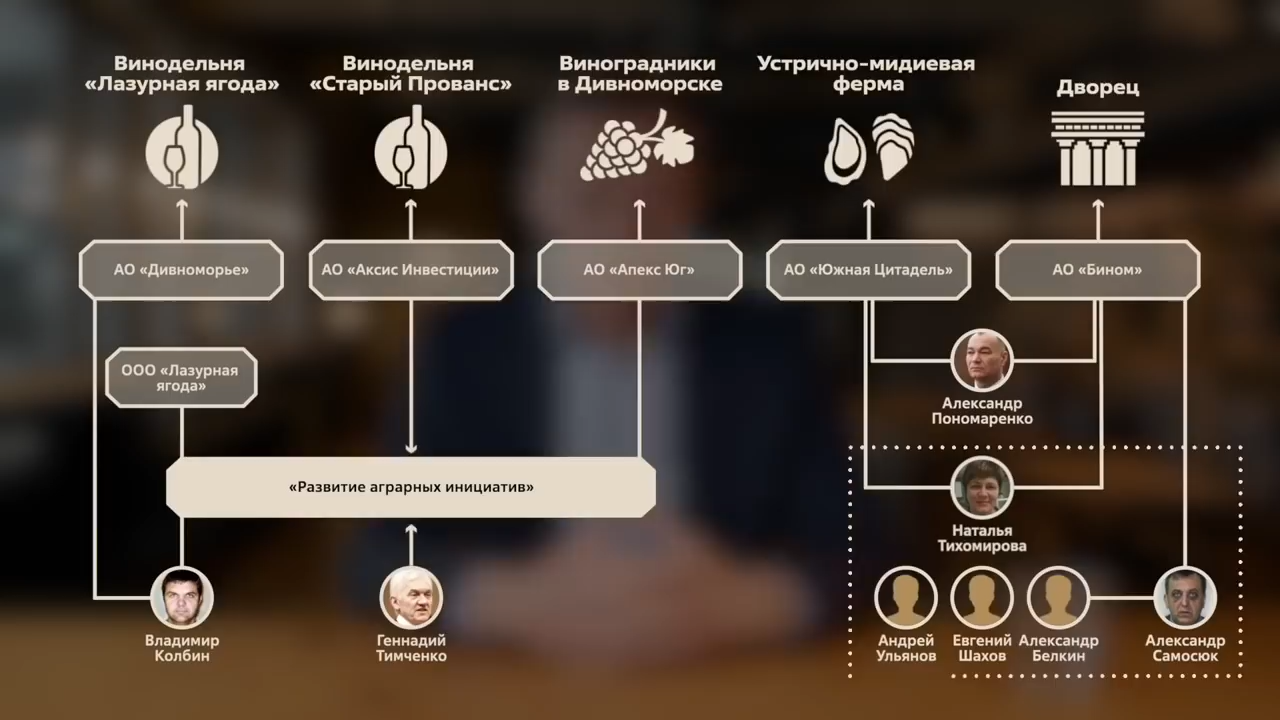 Винодельня
«Лазурная ягода»
Винодельня
«Старый Прованс»
Виноградники
в Дивноморске
Устрично-мидиевая
ферма
Дворец
АО «Дивноморье»
АО «Аксис Инвестиции»
АО «Апекс Юг»
АО «Южная Цитадель»
АО «Бином»
ООО «Лазурная
ягода»
Александр
Пономаренко
«Развитие аграрных инициатив»
Наталья
Тихомирова
Владимир
Колбин
Геннадий
Тимченко
Андрей
Ульянов
Евгений
Шахов
Александр
Белкин
Александр
Самосюк